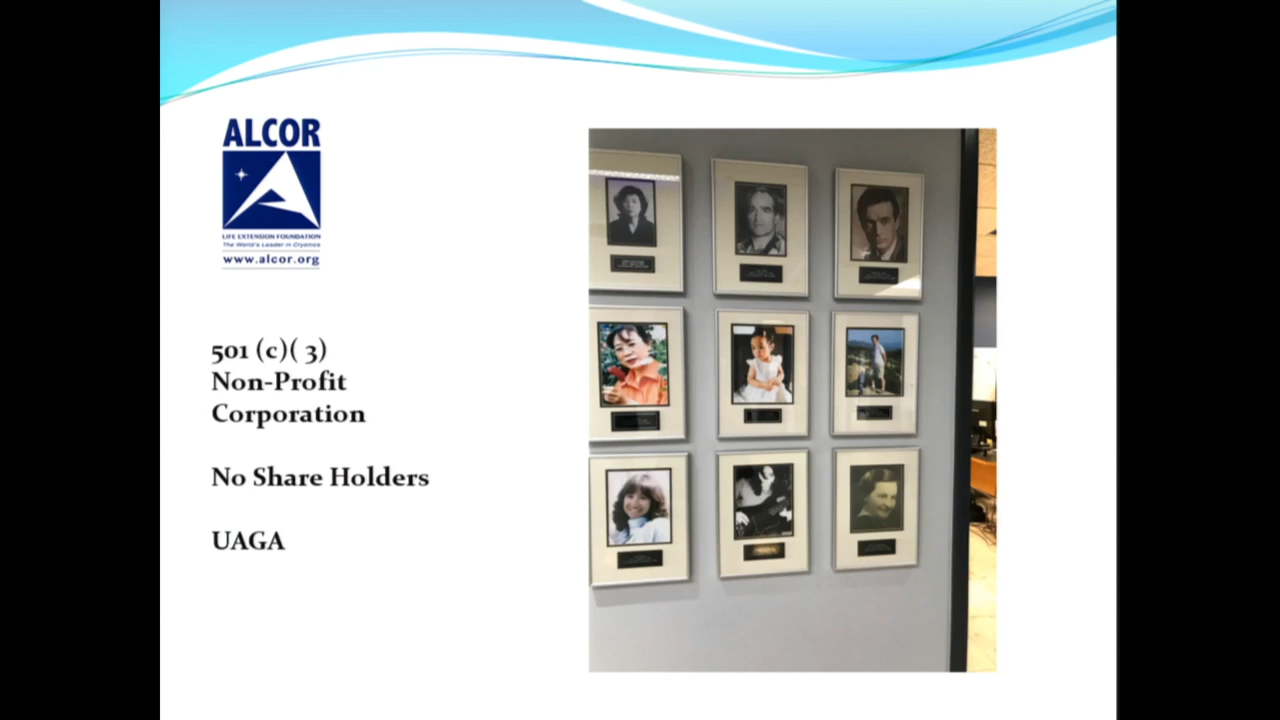 ALCOR
LIFE EXTENSION FOUNDATION
The World's Leader in Cryonics
www.alcor.org
501 (c)( 3)
Non-Profit
Corporation
No Share Holders
UAGA